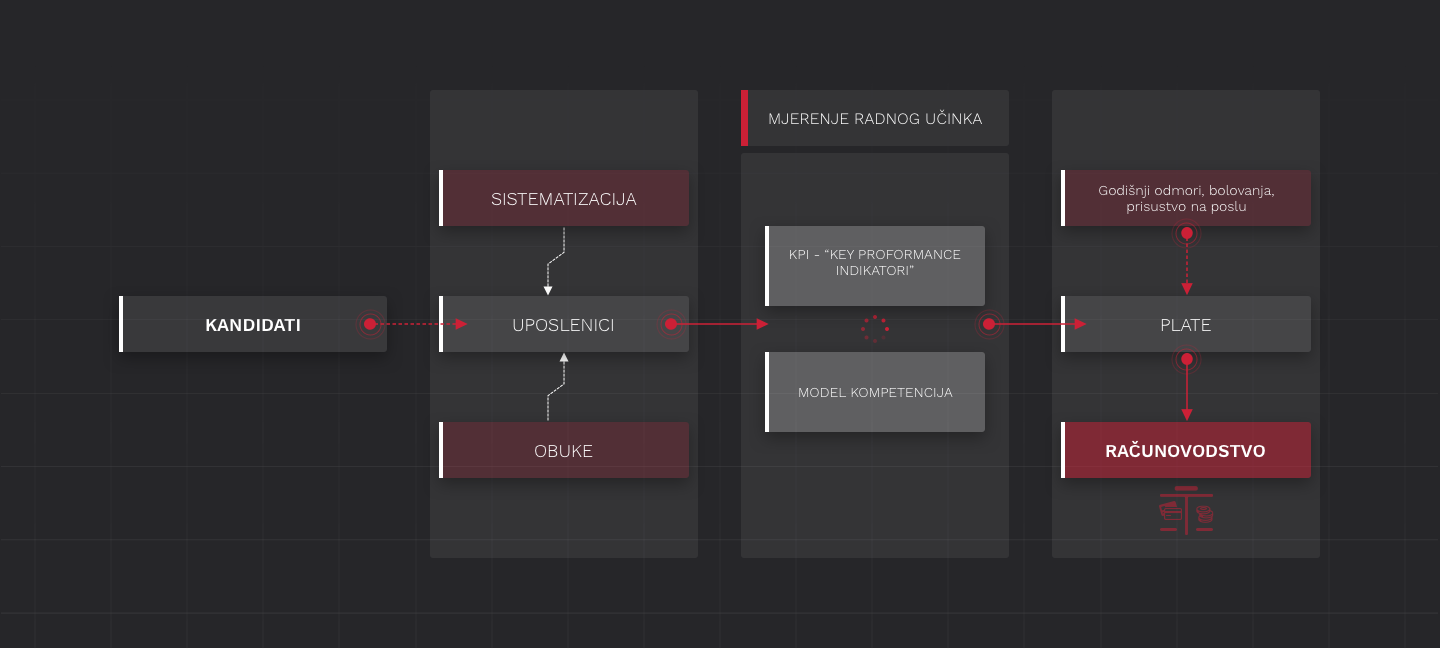 MJERENJE RADNOG UČINKA
SISTEMATIZACIJA
Godišnji odmori, bolovanja,
prisustvo na poslu
KPI - “KEY PROFORMANCE
INDIKATORI”
KANDIDATI
UPOSLENICI
PLATE
MODEL KOMPETENCIJA
OBUKE
RAČUNOVODSTVO